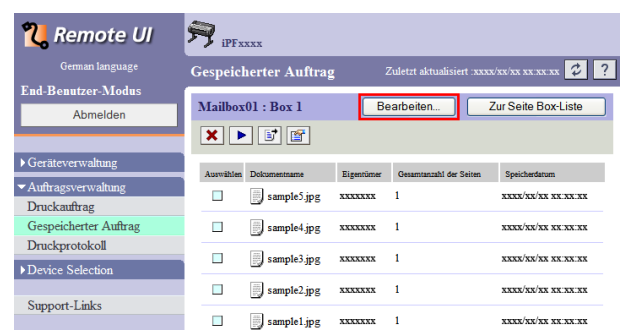 Remote UI
German language
End-Benutzer-Modus
Abmelden
Geräteverwaltung
Auftragsverwaltung
Druckauftrag
Gespeicherter Auftrag
Druckprotokoll
Device Selection
Support-Links
iPFxxxx
Gespeicherter Auftrag Zuletzt aktualisiert :xxxx/xx/xx xx:xx:xx ?
Mailbox01 : Box 1 Bearbeiten... Zur Seite Box-Liste
Auswählen Dokumentname Eigentümer Gesamtanzahl der Seiten Speicherdatum
sample5.jpg xxxxxxx 1 xxxx/xx/xx xx:xx:xx
sample4.jpg xxxxxxx 1 xxxx/xx/xx xx:xx:xx
sample3.jpg xxxxxxx 1 xxxx/xx/xx xx:xx:xx
sample2.jpg xxxxxxx 1 xxxx/xx/xx xx:xx:xx
sample1.jpg xxxxxxx 1 xxxx/xx/xx xx:xx:xx